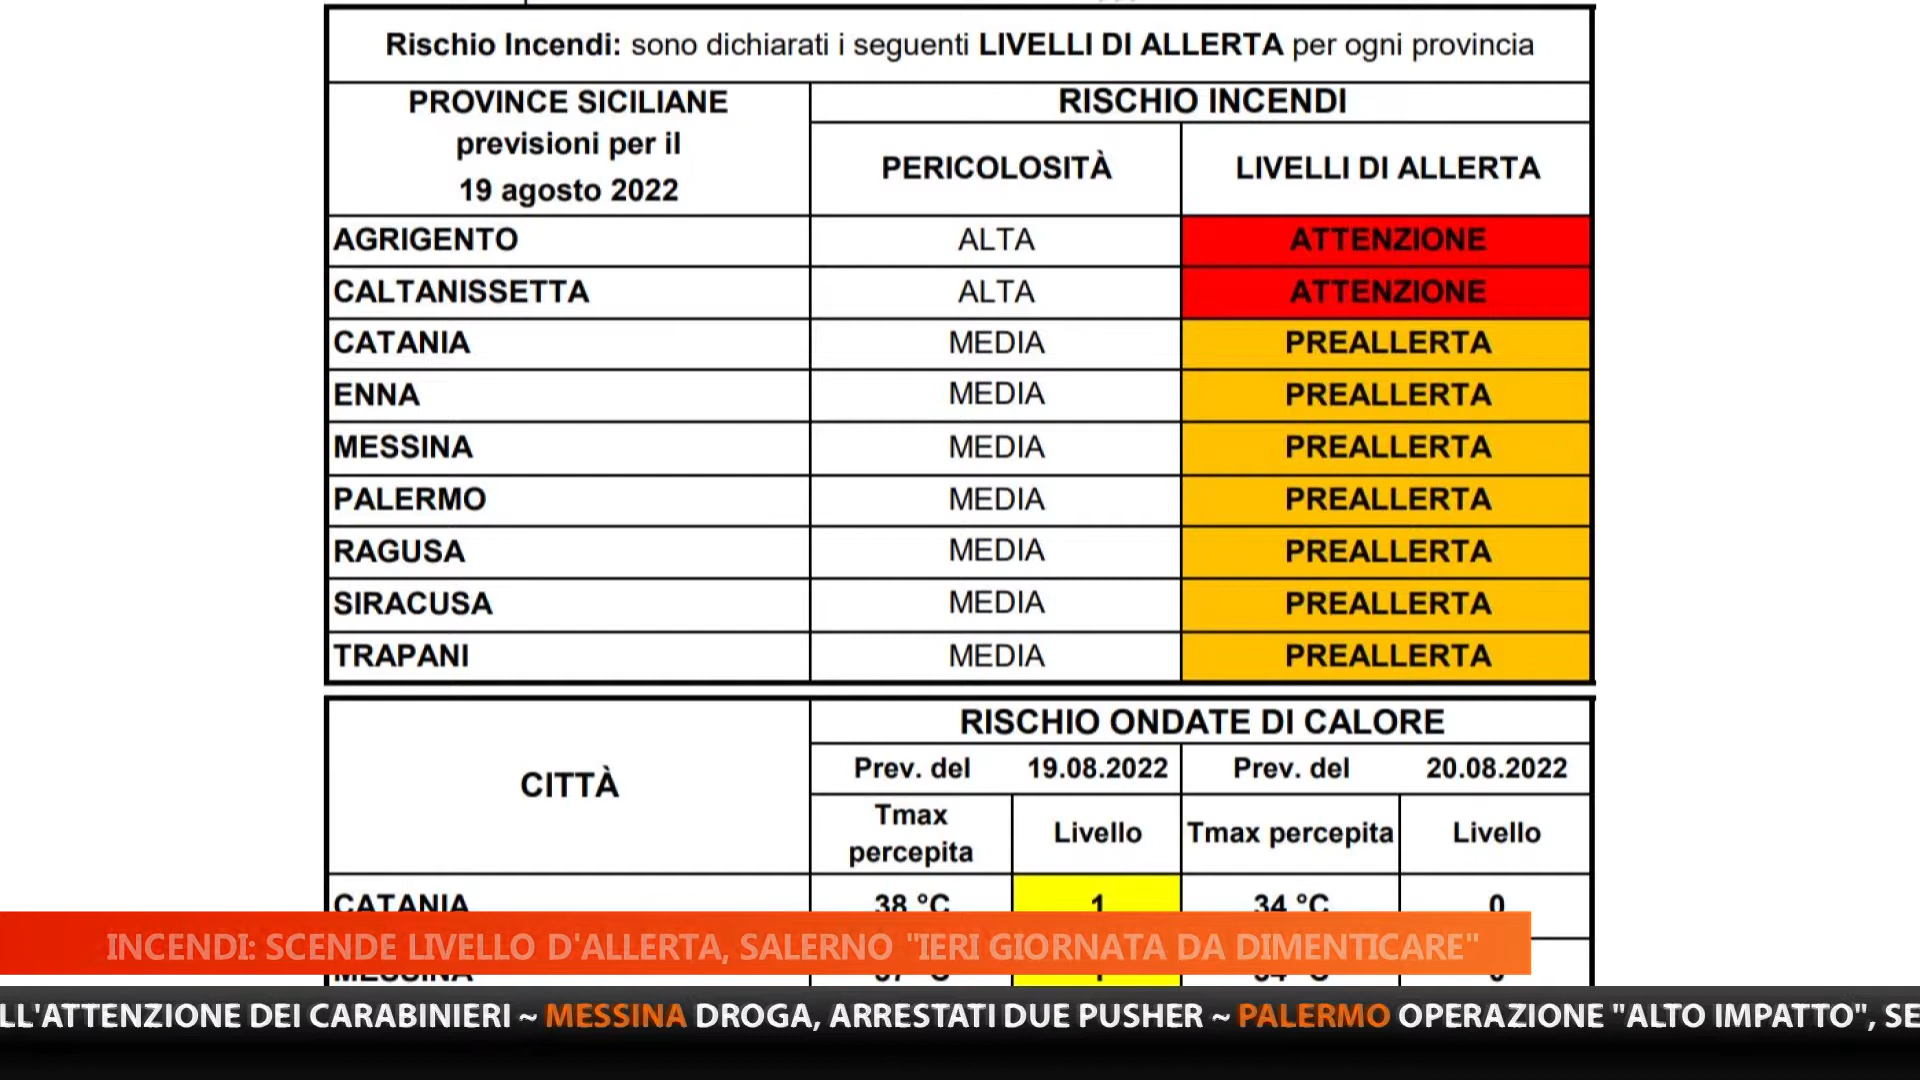 Rischio Incendi: sono dichiarati i seguenti LIVELLI DI ALLERTA per ogni provincia
PROVINCE SICILIANE
previsioni per il
19 agosto 2022
RISCHIO INCENDI
PERICOLOSITÀ LIVELLI DI ALLERTA
AGRIGENTO ALTA ATTENZIONE
CALTANISSETTA ALTA ATTENZIONE
CATANIA MEDIA PREALLERTA
ENNA MEDIA PREALLERTA
MESSINA MEDIA PREALLERTA
PALERMO MEDIA PREALLERTA
RAGUSA MEDIA PREALLERTA
SIRACUSA MEDIA PREALLERTA
TRAPANI MEDIA PREALLERTA
CITTÀ
RISCHIO ONDATE DI CALORE
Prev. del 19.08.2022 Prev. del 20.08.2022
Tmax
percepita
Livello Tmax percepita Livello
CATANIA 38 °C 1 34 °C 0
INCENDI: SCENDE LIVELLO D'ALLERTA, SALERNO "IERI GIORNATA DA DIMENTICARE"
MESSINA
LL'ATTENZIONE DEI CARABINIERI ~ MESSINA DROGA, ARRESTATI DUE PUSHER ~ PALERMO OPERAZIONE "ALTO IMPATTO", SE